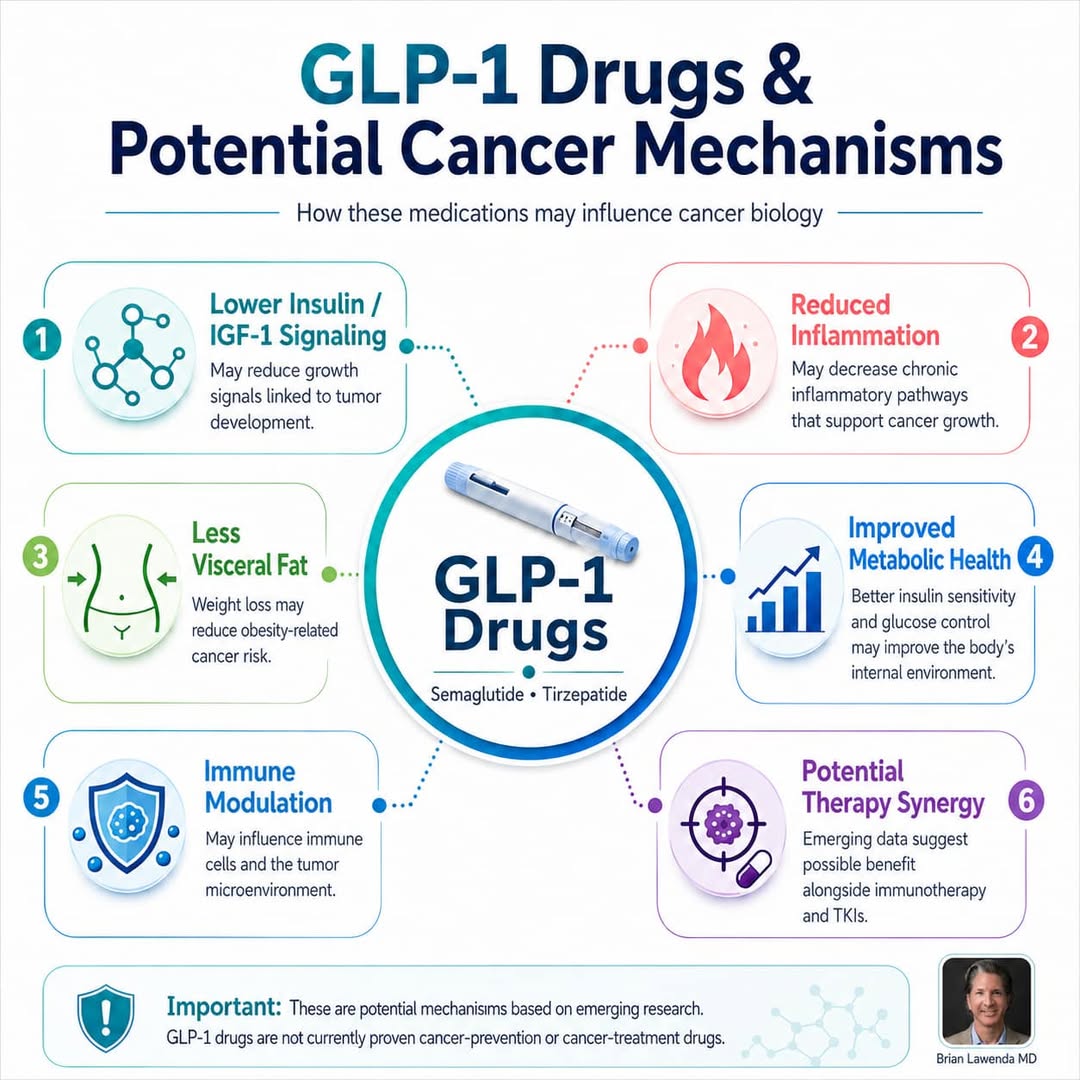 GLP-1 Drugs &
Potential Cancer Mechanisms
How these medications may influence cancer biology
1
Lower Insulin /
IGF-1 Signaling
May reduce growth
signals linked to tumor
development.
2
Reduced
Inflammation
May decrease chronic
inflammatory pathways
that support cancer growth.
3
Less
Visceral Fat
Weight loss may
reduce obesity-related
cancer risk.
GLP-1
Drugs
Semaglutide • Tirzepatide
4
Improved
Metabolic Health
Better insulin sensitivity
and glucose control
may improve the body's
internal environment.
5
Immune
Modulation
May influence immune
cells and the tumor
microenvironment.
6
Potential
Therapy Synergy
Emerging data suggest
possible benefit
alongside immunotherapy
and TKIs.
Important: These are potential mechanisms based on emerging research.
GLP-1 drugs are not currently proven cancer-prevention or cancer-treatment drugs.
Brian Lawenda MD